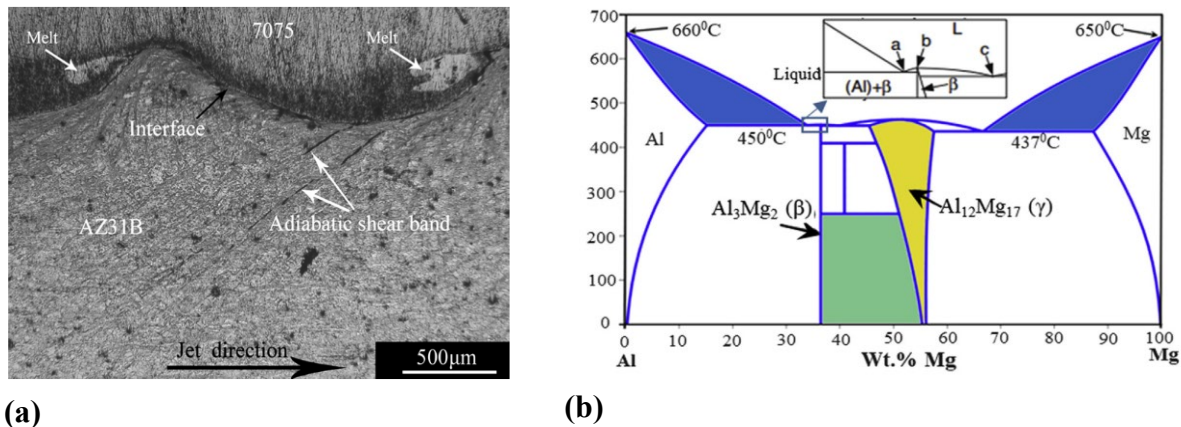 7075
Melt
Melt
Interface
AZ31B
Adiabatic shear band
Jet direction
500μm
(a)
700
600
500
400
300
200
100
0
660⁰C
650⁰C
a
b
c
L
Liquid
(Al)+β
β
Al
450⁰C
437⁰C
Mg
Al₃Mg₂ (β)
Al₁₂Mg₁₇ (γ)
0
10
20
30
40
50
60
70
80
90
100
Al
Wt.% Mg
Mg
(b)